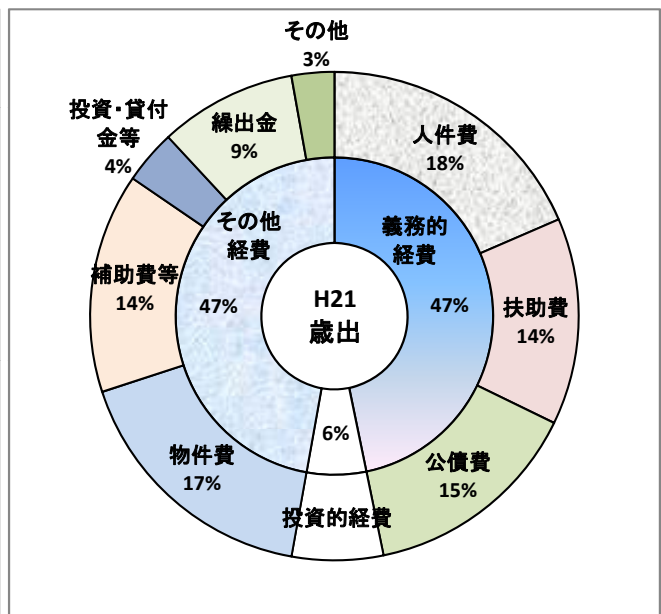 その他
3%
人件費
18%
扶助費
14%
公債費
15%
投資的経費
物件費
17%
補助費等
14%
投資・貸付
金等
4%
繰出金
9%
義務的
経費
47%
6%
その他
経費
47%
H21
歳出